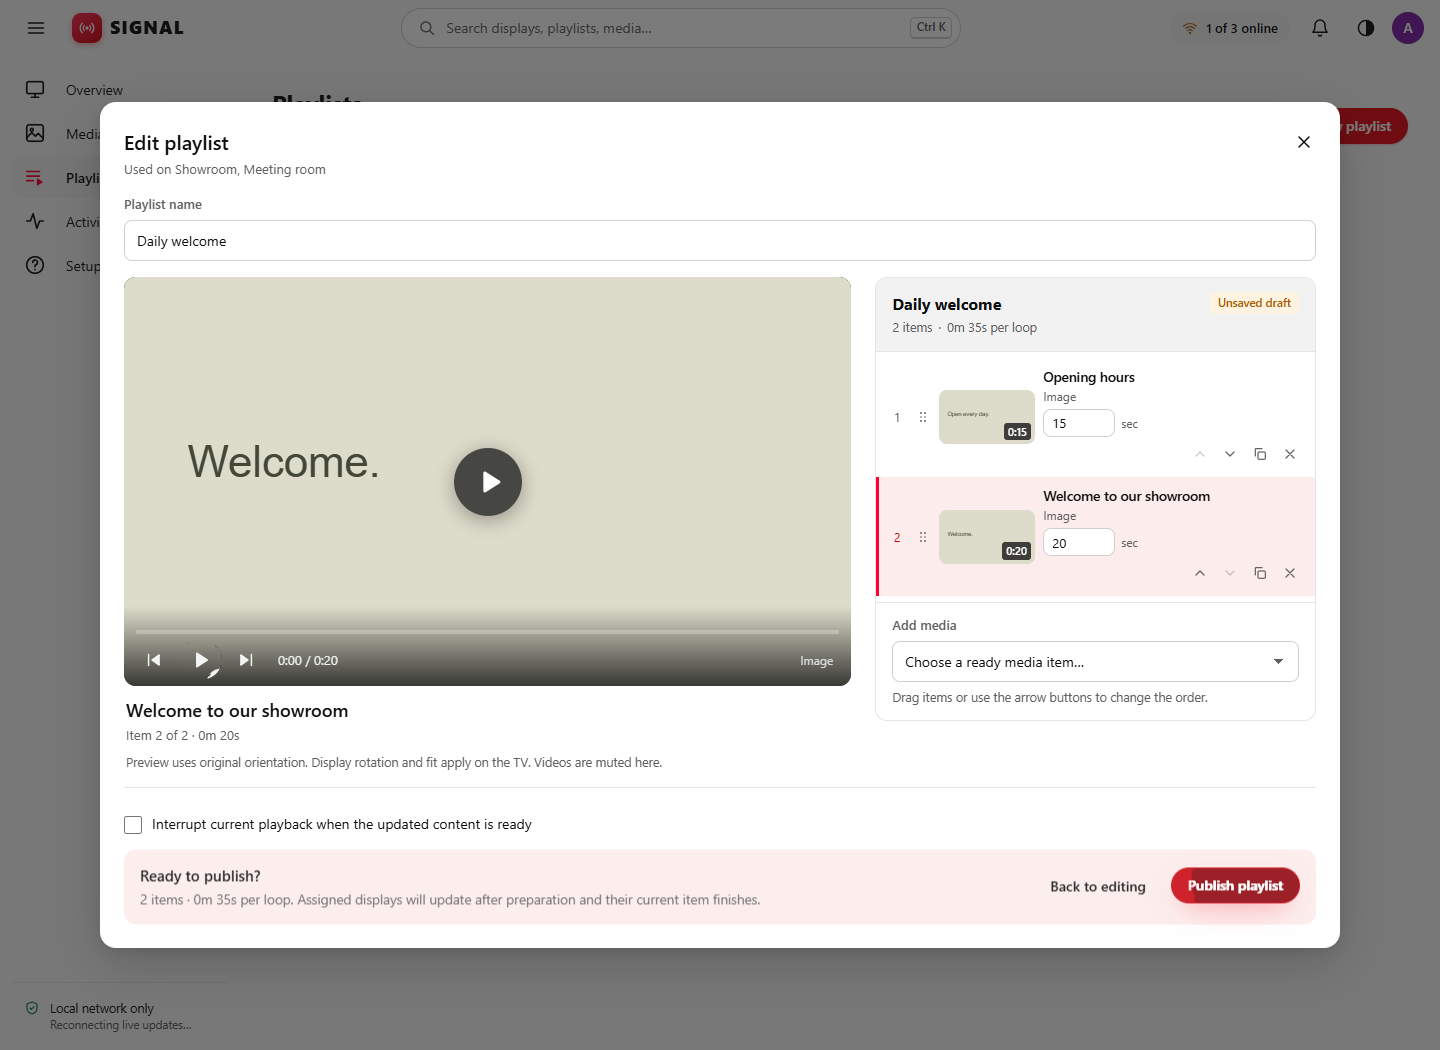 SIGNAL
Search displays, playlists, media...
Ctrl K
1 of 3 online
A
Overview
Playlists
Edit playlist
Used on Showroom, Meeting room
playlist
Playlist name
Daily welcome
Setup
Welcome.
Daily welcome
Unsaved draft
2 items · 0m 35s per loop
1
Open every day.
0:15
Opening hours
Image
15 sec
2
Welcome.
0:20
Welcome to our showroom
Image
20 sec
0:00 / 0:20
Image
Add media
Choose a ready media item...
Drag items or use the arrow buttons to change the order.
Welcome to our showroom
Item 2 of 2 · 0m 20s
Preview uses original orientation. Display rotation and fit apply on the TV. Videos are muted here.
Interrupt current playback when the updated content is ready
Ready to publish?
2 items · 0m 35s per loop. Assigned displays will update after preparation and their current item finishes.
Back to editing
Publish playlist
Local network only
Reconnecting live updates...